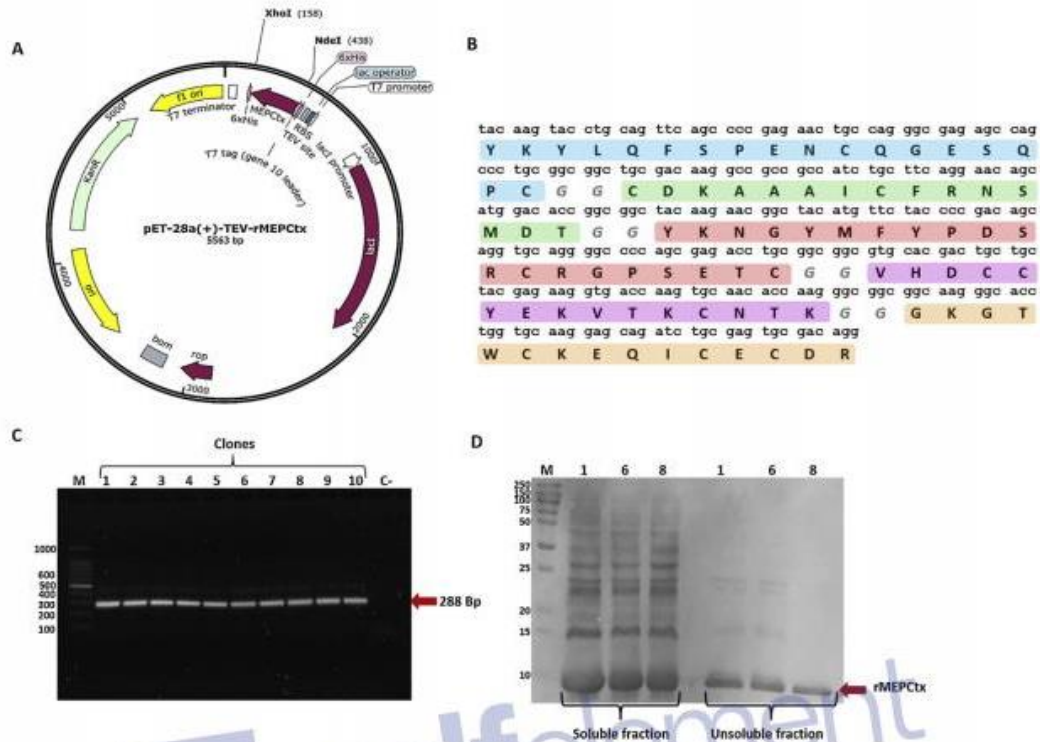 A
XhoI (158)
NdeI (438)
6xHis
lac operator
T7 promoter
f1 ori
T7 terminator
6xHis
MEPCtx
RBS
TEV site
T7 tag (gene 10 leader)
lacI promoter
lacI
KanR
ori
bom
rop
1000
2000
3000
4000
5000
pET-28a(+)-TEV-rMEPCtx
5563 bp
B
tac aag tac ctg cag ttc agc ccc gag aac tgc cag ggc gag agc cag
Y K Y L Q F S P E N C Q G E S Q
ccc tgc ggc ggc tgc gac aag gcc gcc gcc atc tgc ttc agg aac agc
P C G G C D K A A A I C F R N S
atg gac acc ggc ggc tac aag aac ggc tac atg ttc tac ccc gac agc
M D T G G Y K N G Y M F Y P D S
agg tgc agg ggc ccc agc gag acc tgc ggc ggc gtg cac gac tgc tgc
R C R G P S E T C G G V H D C C
tac gag aag gtg acc aag tgc aac acc aag ggc ggc ggc aag ggc acc
Y E K V T K C N T K G G G K G T
tgg tgc aag gag cag atc tgc gag tgc gac agg
W C K E Q I C E C D R
C
Clones
M 1 2 3 4 5 6 7 8 9 10 C-
1000
600
500
400
300
200
100
288 Bp
D
M 1 6 8 1 6 8
75
50
37
25
20
15
10
rMEPCtx
Soluble fraction
Unsoluble fraction